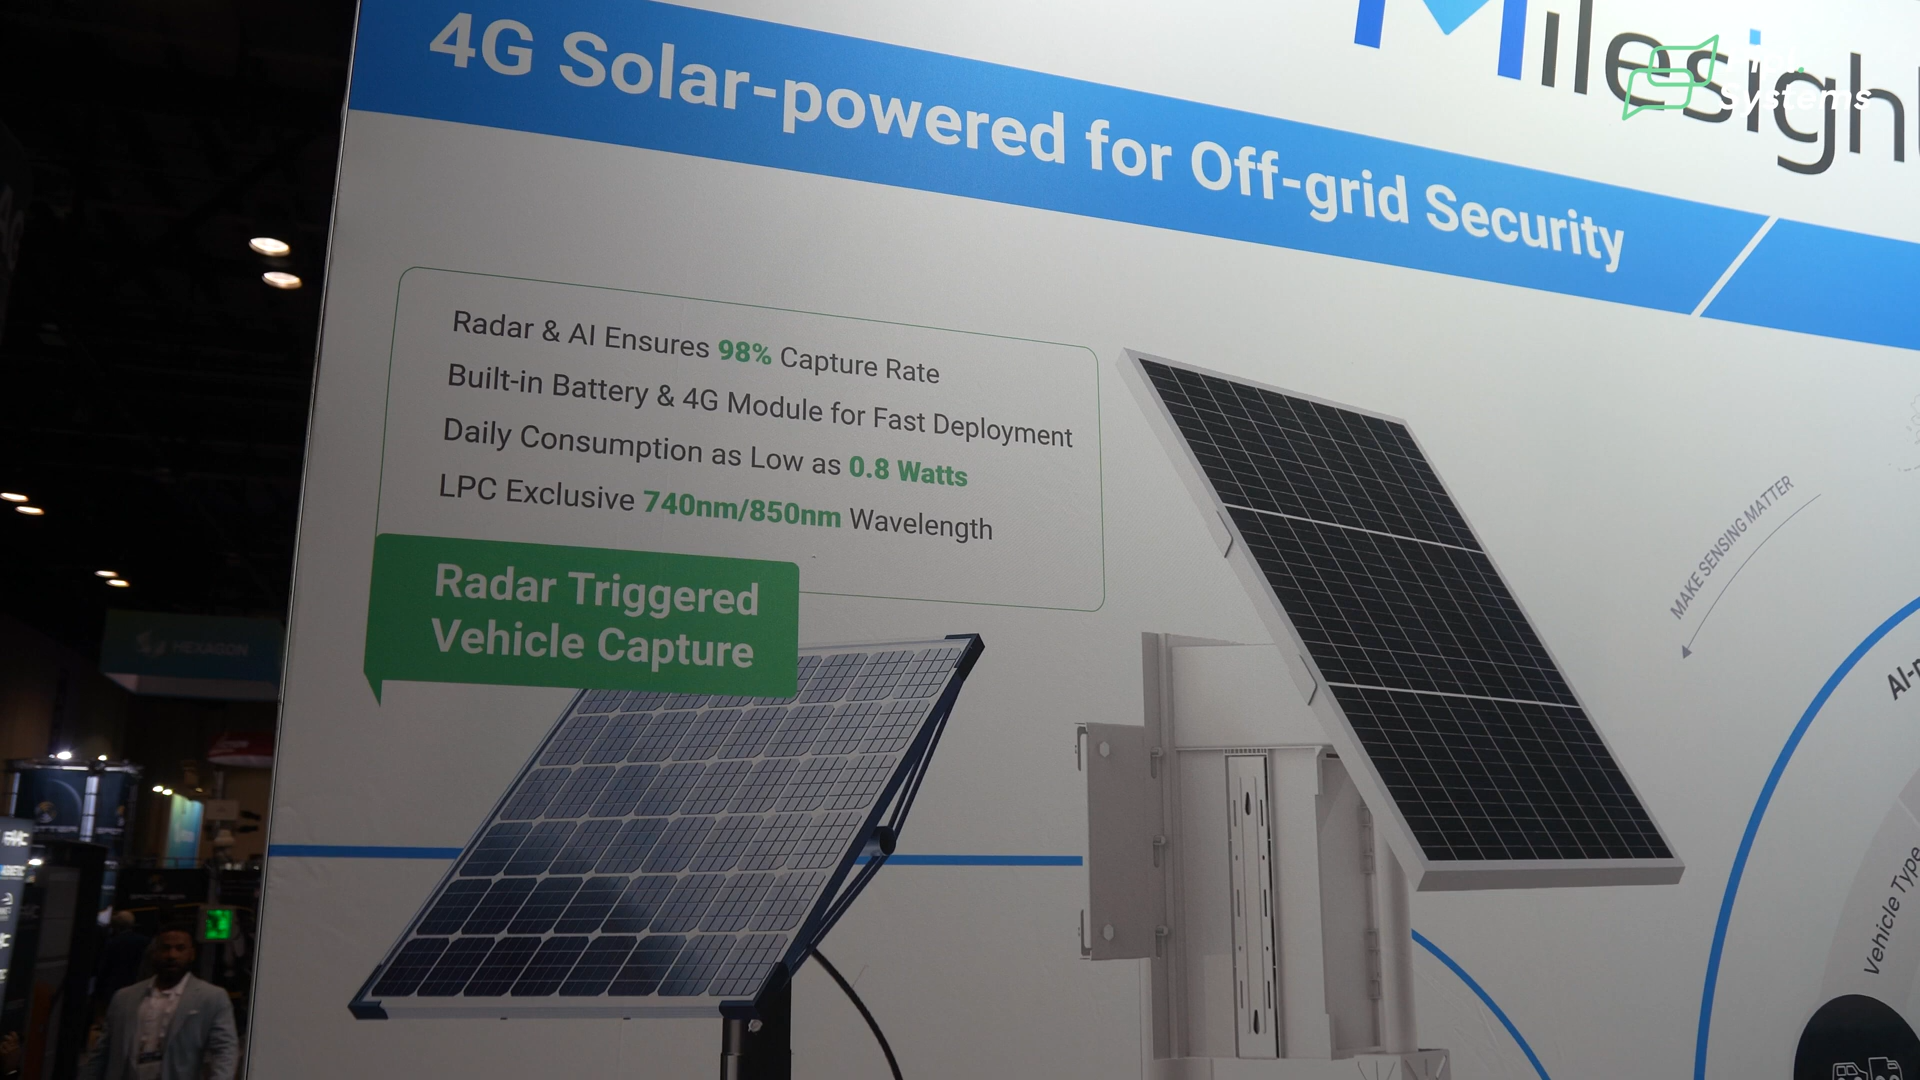 Milesight
Systems
4G Solar-powered for Off-grid Security
Radar & AI Ensures 98% Capture Rate
Built-in Battery & 4G Module for Fast Deployment
Daily Consumption as Low as 0.8 Watts
LPC Exclusive 740nm/850nm Wavelength
Radar Triggered
Vehicle Capture
MAKE SENSING MATTER
Vehicle Type
HEXAGON